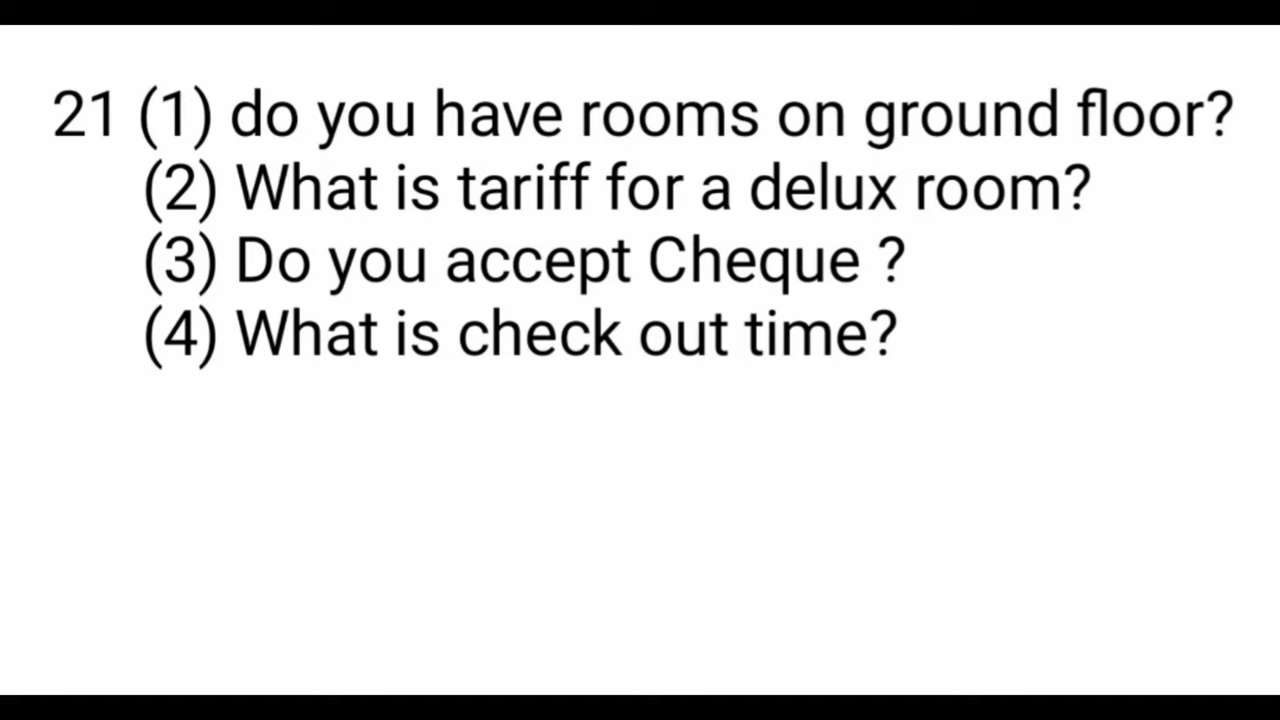 21 (1) do you have rooms on ground floor?
(2) What is tariff for a delux room?
(3) Do you accept Cheque ?
(4) What is check out time?